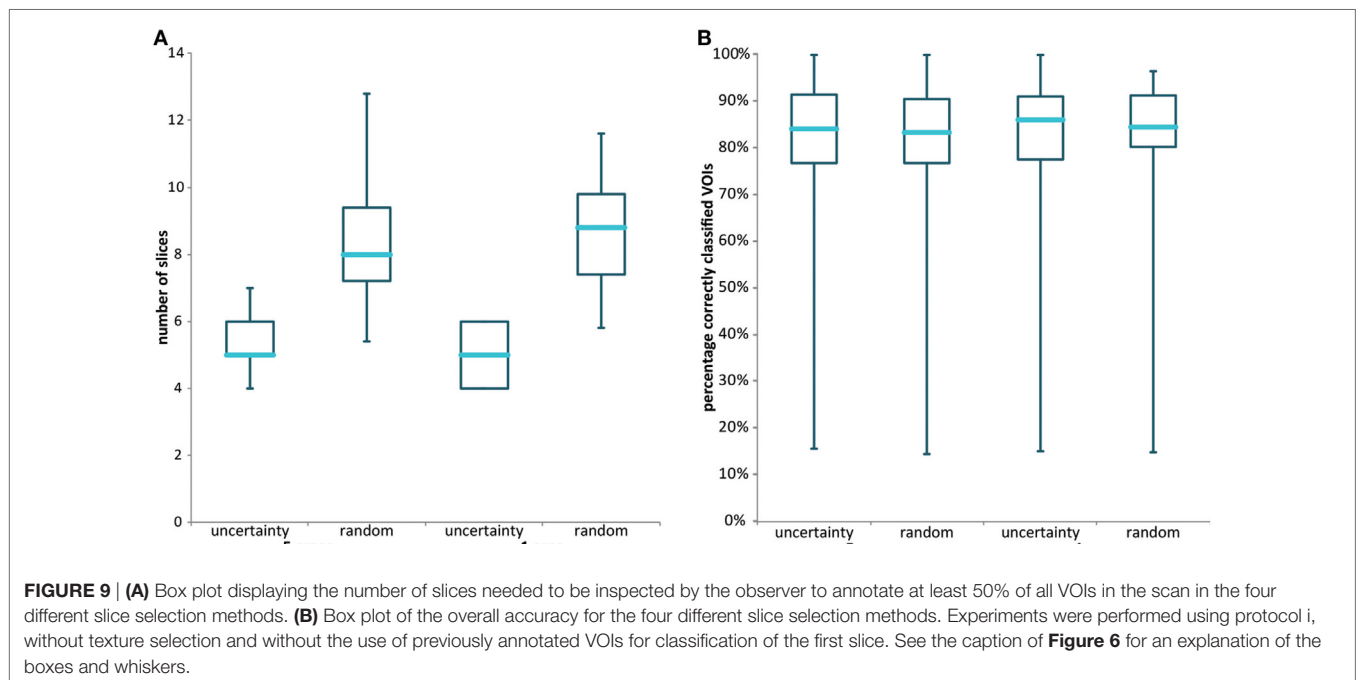 A
14
12
10
8
6
4
2
0
number of slices
uncertainty random uncertainty random
B
100%
90%
80%
70%
60%
50%
40%
30%
20%
10%
0%
percentage correctly classified VOIs
uncertainty random uncertainty random
FIGURE 9 | (A) Box plot displaying the number of slices needed to be inspected by the observer to annotate at least 50% of all VOIs in the scan in the four
different slice selection methods. (B) Box plot of the overall accuracy for the four different slice selection methods. Experiments were performed using protocol i,
without texture selection and without the use of previously annotated VOIs for classification of the first slice. See the caption of Figure 6 for an explanation of the
boxes and whiskers.